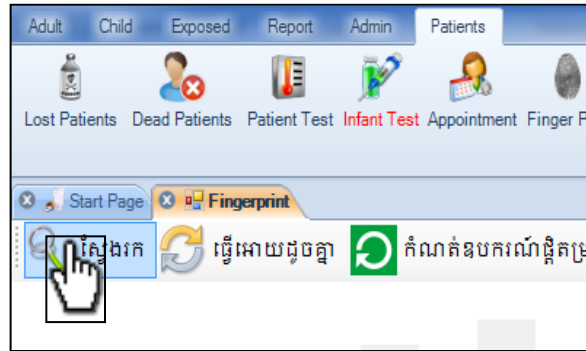 Adult Child Exposed Report Admin Patients
Lost Patients Dead Patients Patient Test Infant Test Appointment Finger
Start Page Fingerprint
ស្វែងរក ធ្វើអោយដូចគ្នា កំណត់ឧបករណ៍ផ្តិតម្រ